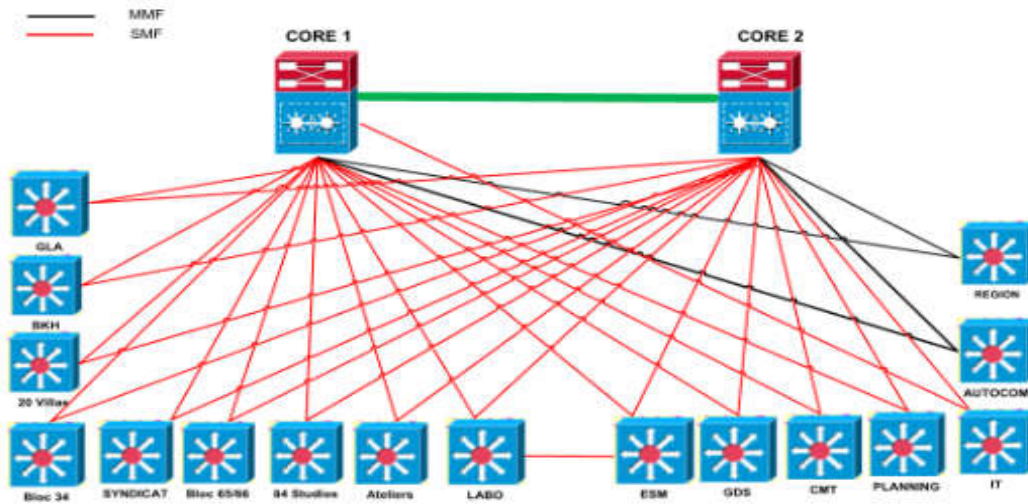 MMF
SMF
CORE 1
CORE 2
GLA
BKH
REGION
20 Villas
AUTOCOM
Bloc 34
SYNDICAT
Bloc 65/66
84 Studios
Ateliers
LABO
ESM
GDS
CMT
PLANNING
IT